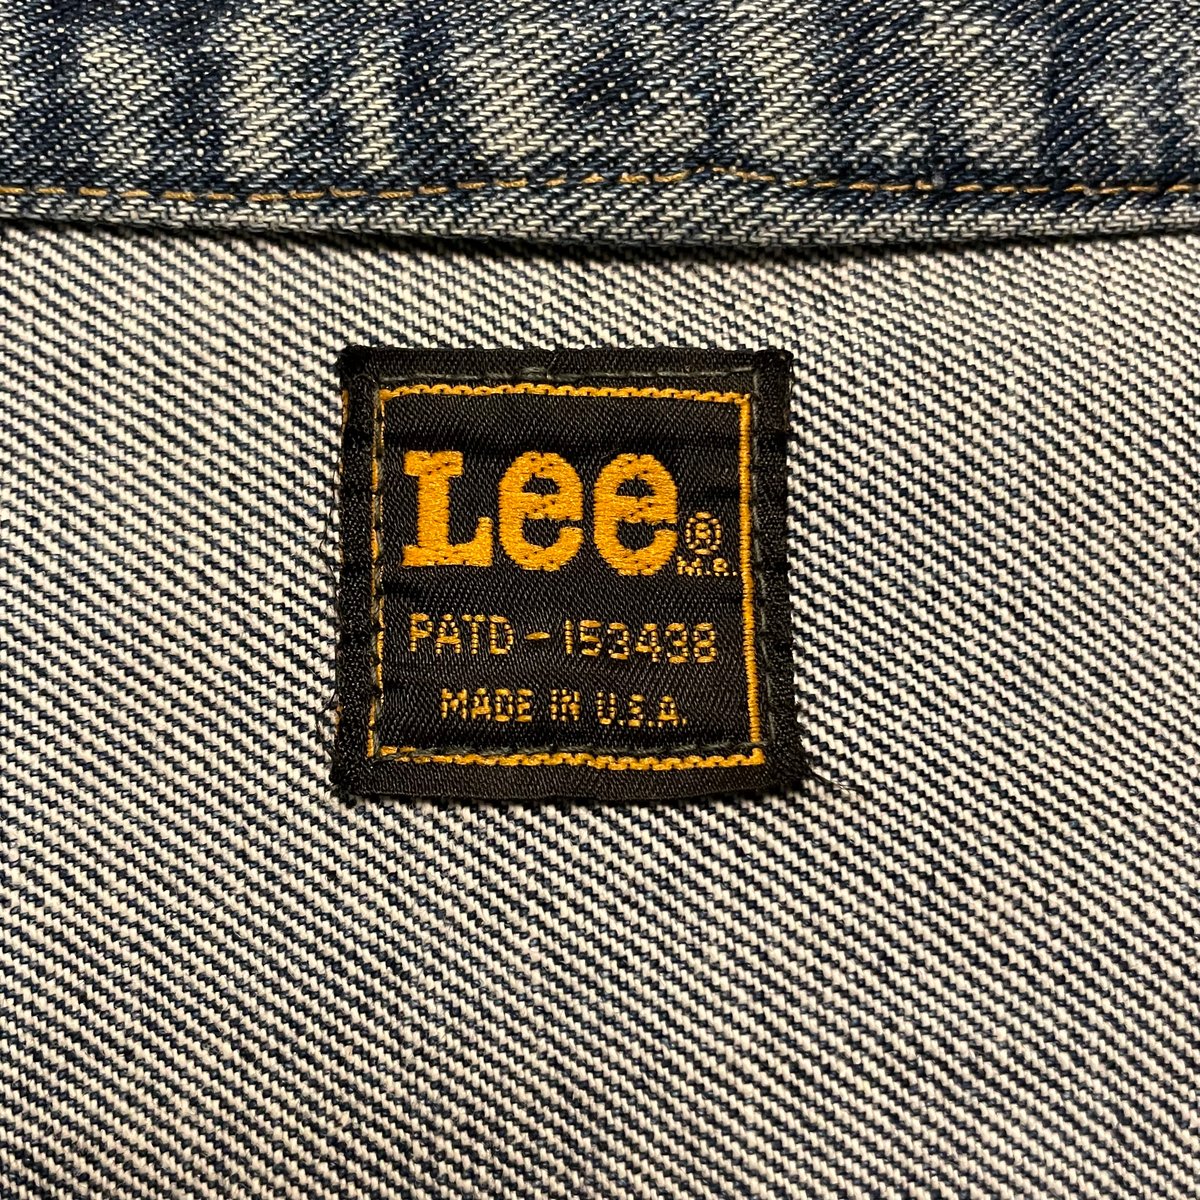 Lee®
M.R.
PATD-153438
MADE IN U.S.A.